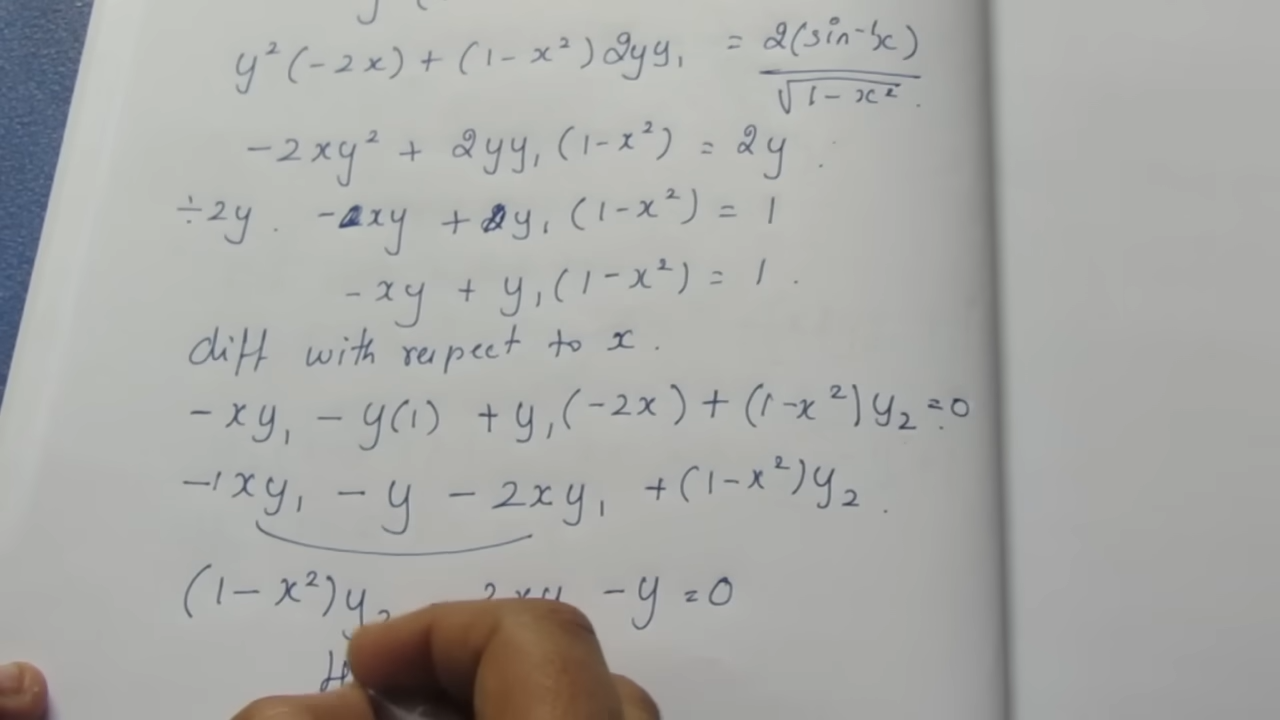 y²(-2x) + (1-x²)2yy₁ = 2(sin⁻¹x) / √1-x².
-2xy² + 2yy₁(1-x²) = 2y.
÷2y. -2xy + 2y₁(1-x²) = 1
-xy + y₁(1-x²) = 1.
diff with respect to x.
-xy₁ - y(1) + y₁(-2x) + (1-x²)y₂ = 0
-1xy₁ - y - 2xy₁ + (1-x²)y₂.
(1-x²)y₂ - 3xy₁ - y = 0